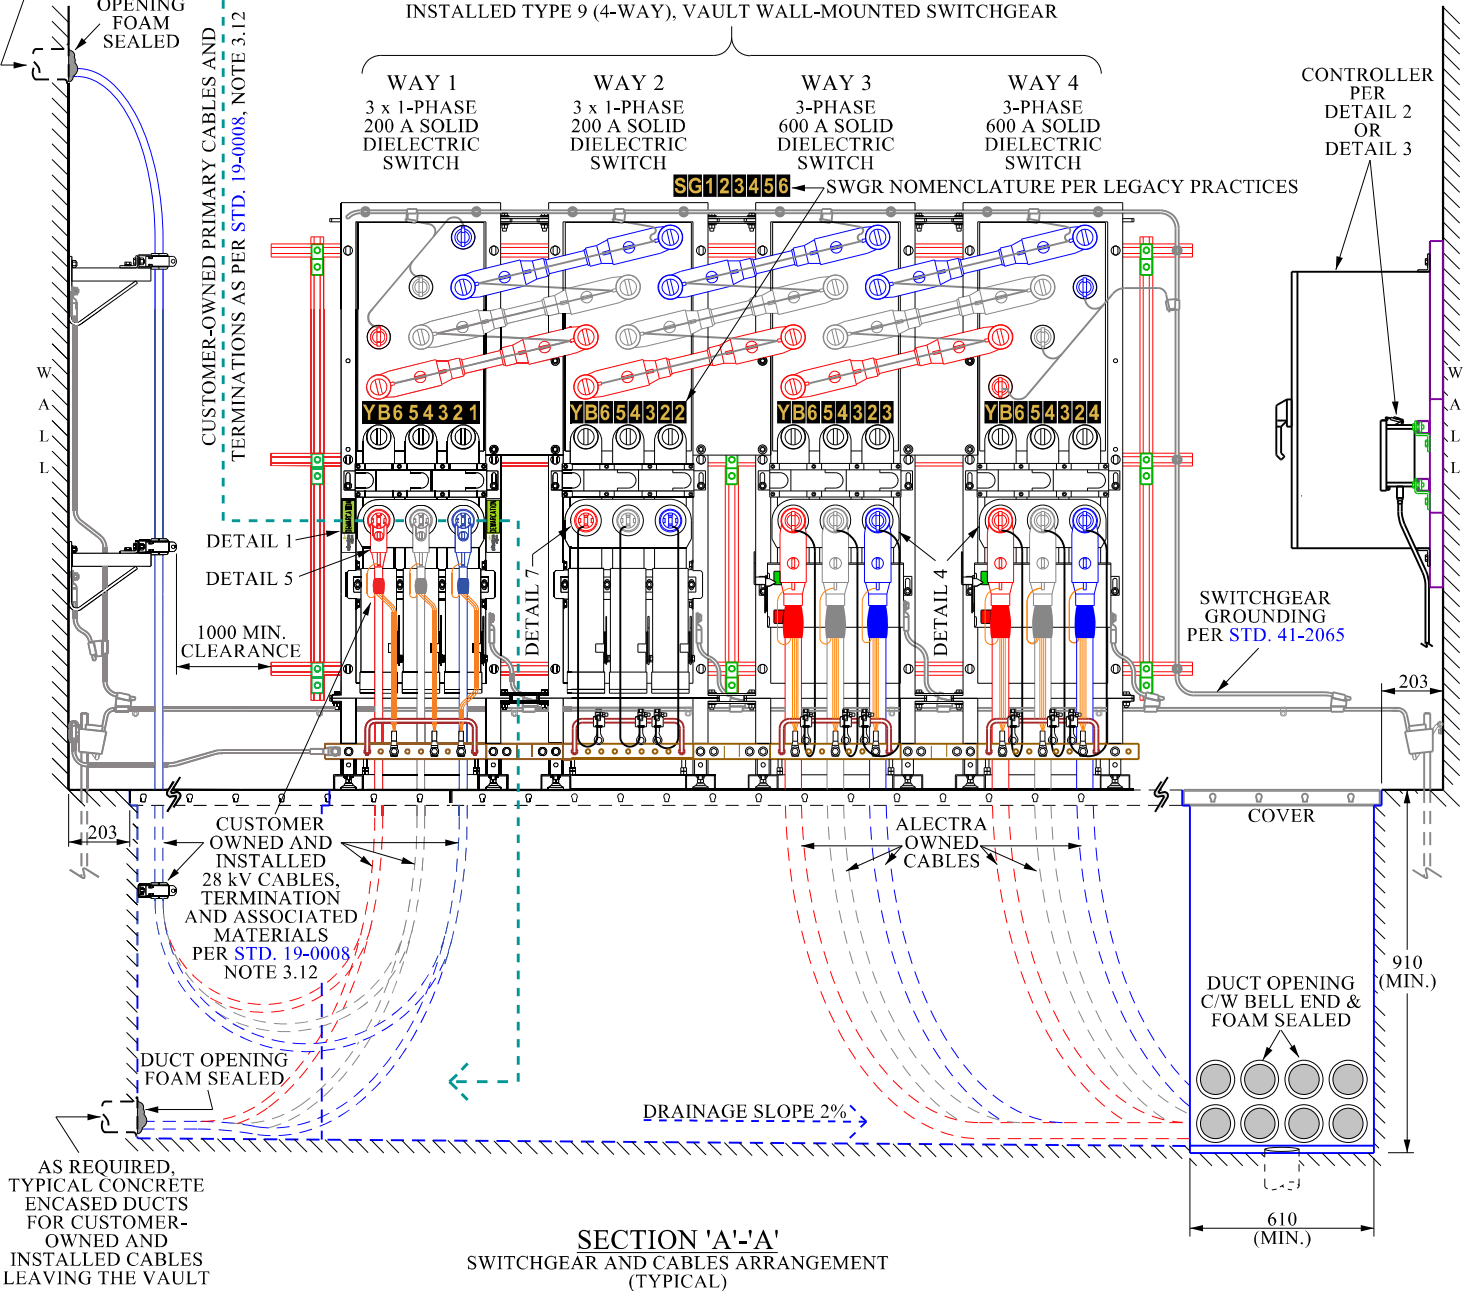 OPENING
FOAM
SEALED
CUSTOMER-OWNED PRIMARY CABLES AND
TERMINATIONS AS PER STD. 19-0008, NOTE 3.12
INSTALLED TYPE 9 (4-WAY), VAULT WALL-MOUNTED SWITCHGEAR
WAY 1
3 x 1-PHASE
200 A SOLID
DIELECTRIC
SWITCH
WAY 2
3 x 1-PHASE
200 A SOLID
DIELECTRIC
SWITCH
WAY 3
3-PHASE
600 A SOLID
DIELECTRIC
SWITCH
WAY 4
3-PHASE
600 A SOLID
DIELECTRIC
SWITCH
CONTROLLER
PER
DETAIL 2
OR
DETAIL 3
SG123456
SWGR NOMENCLATURE PER LEGACY PRACTICES
WALL
WALL
YB654321
YB654322
YB654323
YB654324
DEMARCATION
DEMARCATION
DETAIL 1
DETAIL 5
DETAIL 7
DETAIL 4
1000 MIN.
CLEARANCE
SWITCHGEAR
GROUNDING
PER STD. 41-2065
203
203
CUSTOMER
OWNED AND
INSTALLED
28 kV CABLES,
TERMINATION
AND ASSOCIATED
MATERIALS
PER STD. 19-0008
NOTE 3.12
ALECTRA
OWNED
CABLES
COVER
910
(MIN.)
DUCT OPENING
C/W BELL END &
FOAM SEALED
DUCT OPENING
FOAM SEALED
DRAINAGE SLOPE 2%
AS REQUIRED,
TYPICAL CONCRETE
ENCASED DUCTS
FOR CUSTOMER-
OWNED AND
INSTALLED CABLES
LEAVING THE VAULT
610
(MIN.)
SECTION 'A'-'A'
SWITCHGEAR AND CABLES ARRANGEMENT
(TYPICAL)